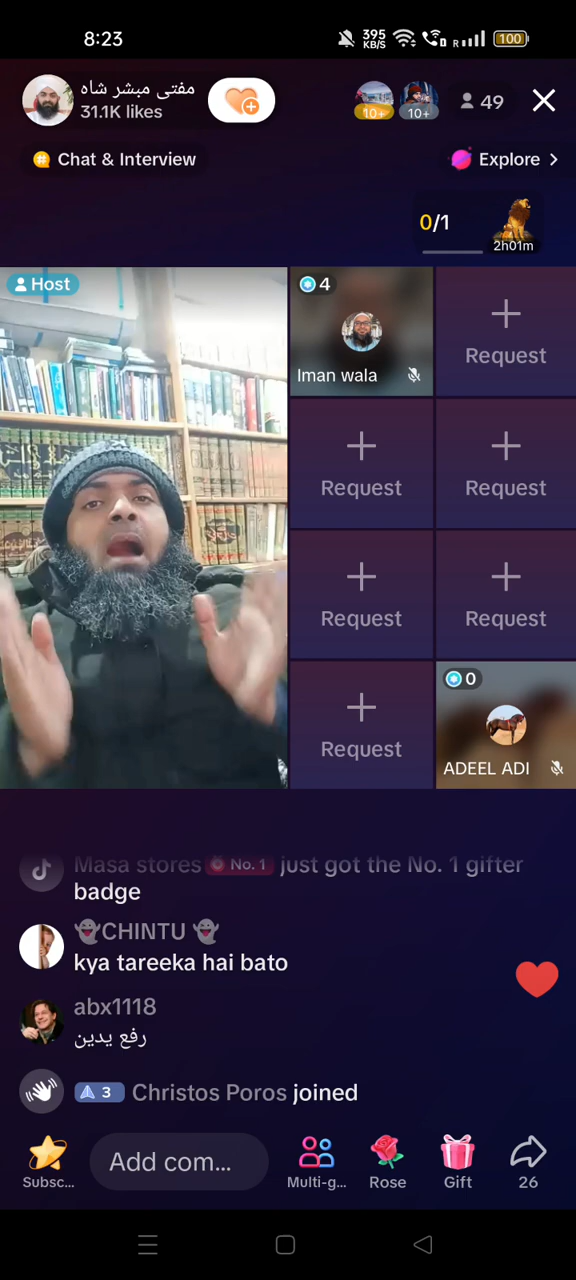 8:23
395
KB/S
R
100
مفتی مبشر شاہ
31.1K likes
10+
10+
49
Chat & Interview
Explore
0/1
2h01m
Host
4
Iman wala
Request
Request
Request
Request
Request
Request
0
ADEEL ADI
Masa stores No. 1 just got the No. 1 gifter
badge
👻CHINTU 👻
kya tareeka hai bato
abx1118
رفع یدین
3 Christos Poros joined
Subsc...
Add com...
Multi-g...
Rose
Gift
26